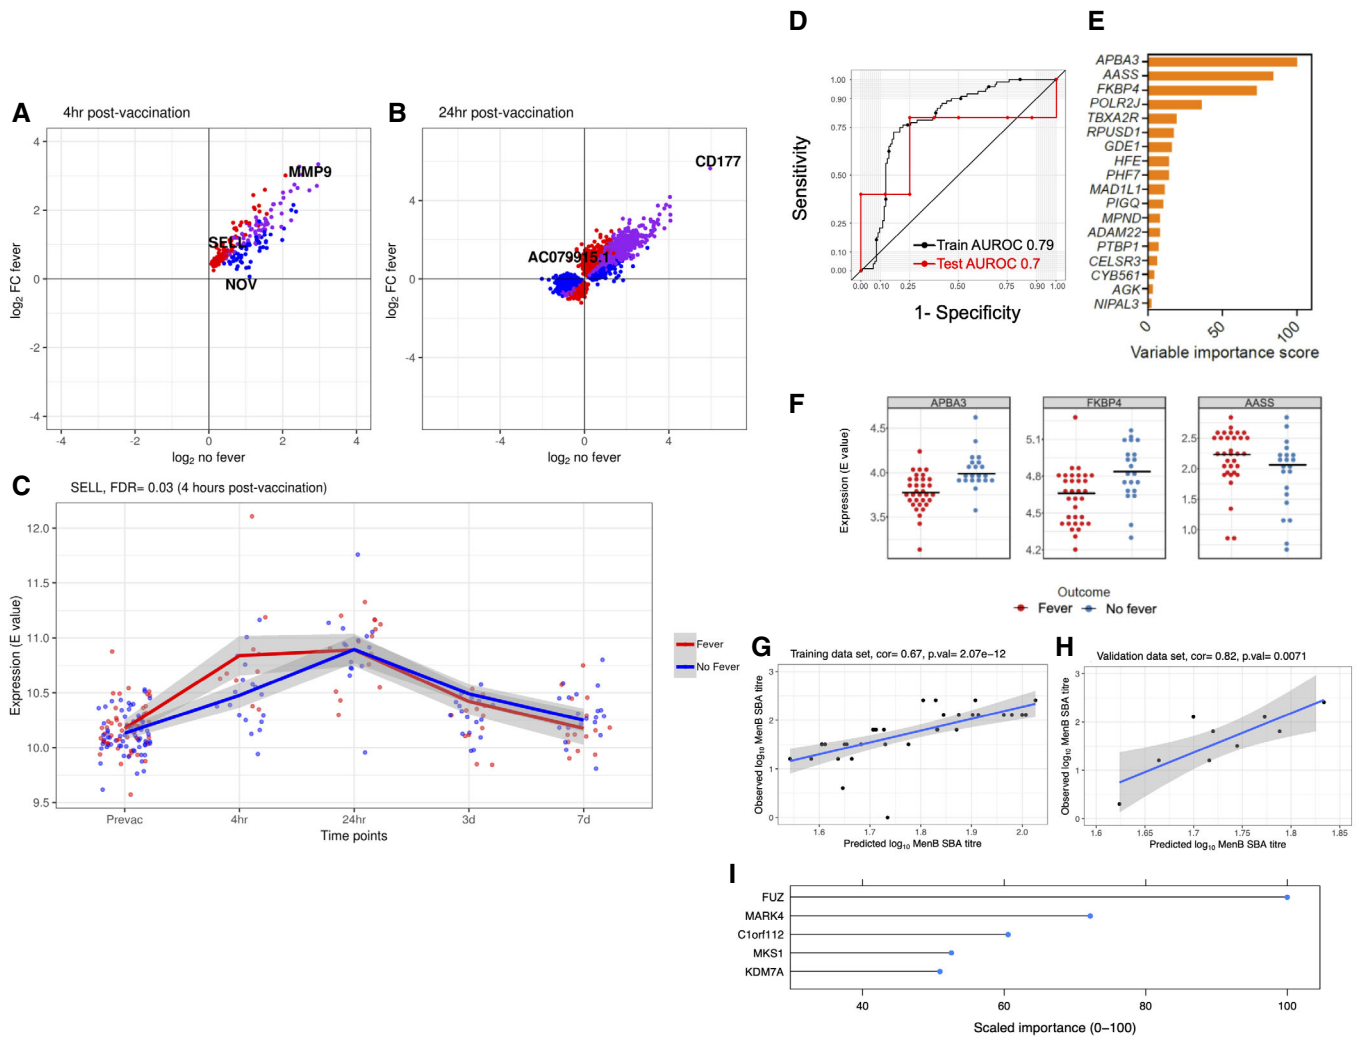 A
4hr post-vaccination
4
2
0
-2
-4
-4
-2
0
2
4
log2 FC fever
log2 no fever
MMP9
SELL
NOV
B
24hr post-vaccination
4
0
-4
-4
0
4
log2 FC fever
log2 no fever
CD177
AC079915.1
C
SELL, FDR= 0.03 (4 hours post-vaccination)
12.0
11.5
11.0
10.5
10.0
9.5
Expression (E value)
Prevac
4hr
24hr
3d
7d
Time points
Fever
No Fever
D
1.00
0.90
0.75
0.50
0.25
0.10
0.00
Sensitivity
Train AUROC 0.79
Test AUROC 0.7
0.00
0.10
0.25
0.50
0.75
0.90
1.00
1- Specificity
E
APBA3
AASS
FKBP4
POLR2J
TBXA2R
RPUSD1
GDE1
HFE
PHF7
MAD1L1
PIGQ
MPND
ADAM22
PTBP1
CELSR3
CYB561
AGK
NIPAL3
0
50
100
Variable importance score
F
APBA3
FKBP4
AASS
Expression (E value)
4.5
4.0
3.5
5.1
4.8
4.5
4.2
2.5
2.0
1.5
1.0
Outcome
Fever
No fever
G
Training data set, cor= 0.67, p.val= 2.07e-12
3
2
1
0
Observed log10 MenB SBA titre
1.6
1.7
1.8
1.9
2.0
Predicted log10 MenB SBA titre
H
Validation data set, cor= 0.82, p.val= 0.0071
3
2
1
0
Observed log10 MenB SBA titre
1.6
1.65
1.7
1.75
1.8
1.85
Predicted log10 MenB SBA titre
I
FUZ
MARK4
C1orf112
MKS1
KDM7A
40
60
80
100
Scaled importance (0−100)